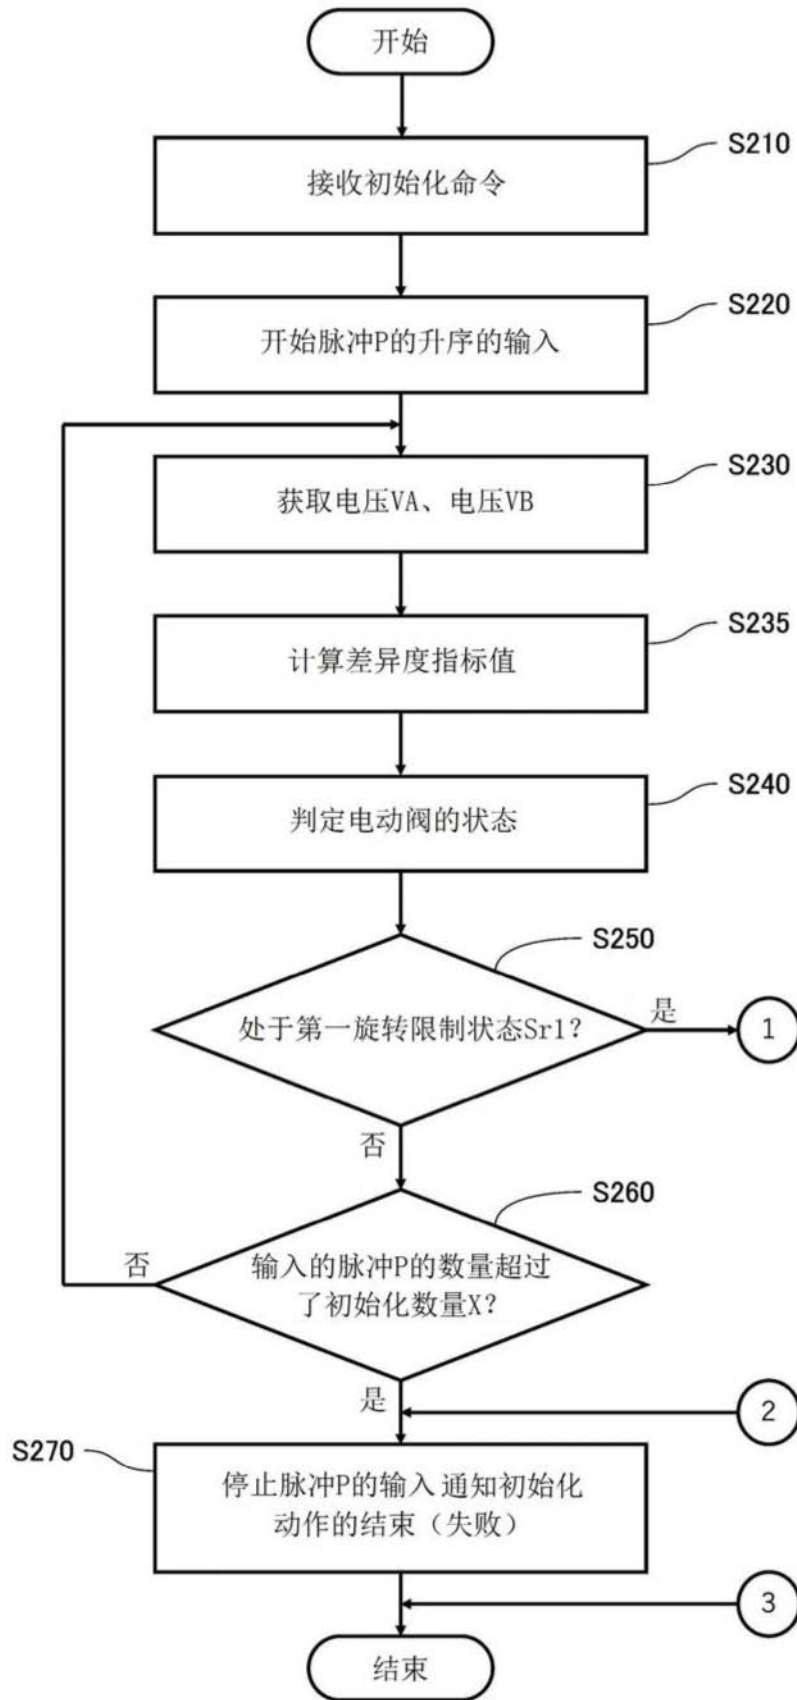 开始
S210
接收初始化命令
S220
开始脉冲P的升序的输入
S230
获取电压VA、电压VB
S235
计算差异度指标值
S240
判定电动阀的状态
S250
处于第一旋转限制状态Sr1?
是
1
否
S260
否
输入的脉冲P的数量超过
了初始化数量X?
是
2
S270
停止脉冲P的输入 通知初始化
动作的结束（失败）
3
结束